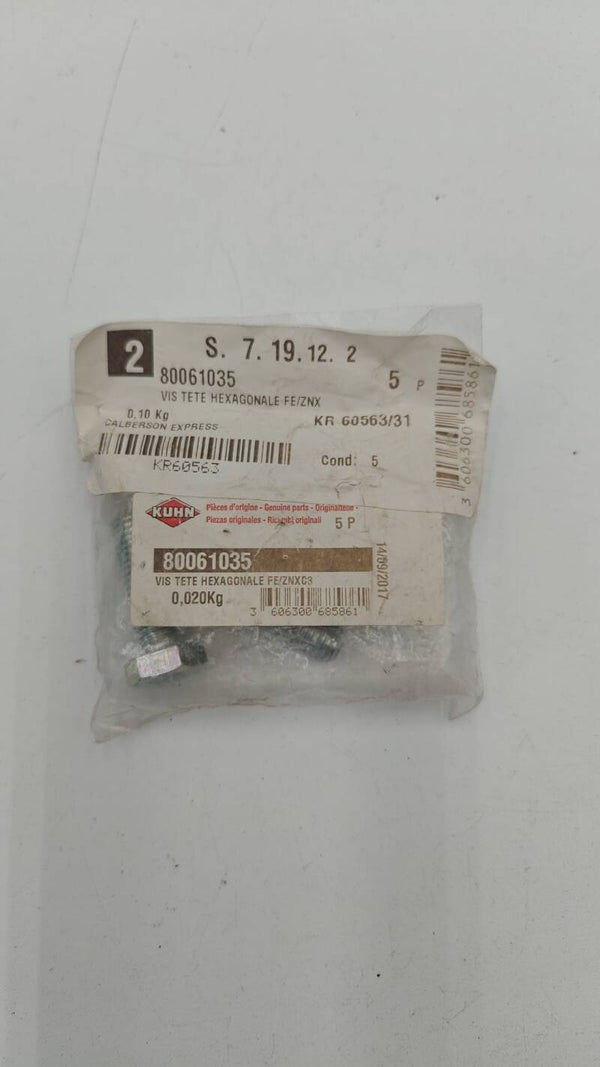 2
S. 7. 19. 12. 2
80061035 5 P
VIS TETE HEXAGONALE FE/ZNX
0,10 Kg KR 60563/31
CALBERSON EXPRESS
KR60563 Cond: 5
3 606300 685861
KUHN
Pièces d'origine - Genuine parts - Originalteile -
Piezas originales - Ricambi originali 5 P
80061035
VIS TETE HEXAGONALE FE/ZNXC3
0,020Kg
3 606300 685861
14/09/2017